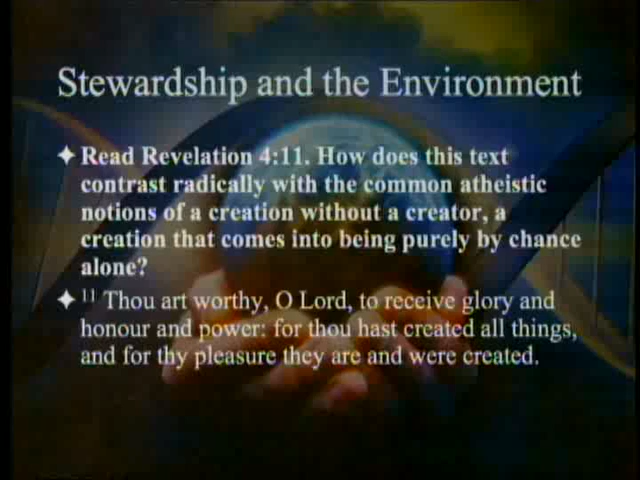 Stewardship and the Environment
✦ Read Revelation 4:11. How does this text
contrast radically with the common atheistic
notions of a creation without a creator, a
creation that comes into being purely by chance
alone?
✦ 11 Thou art worthy, O Lord, to receive glory and
honour and power: for thou hast created all things,
and for thy pleasure they are and were created.